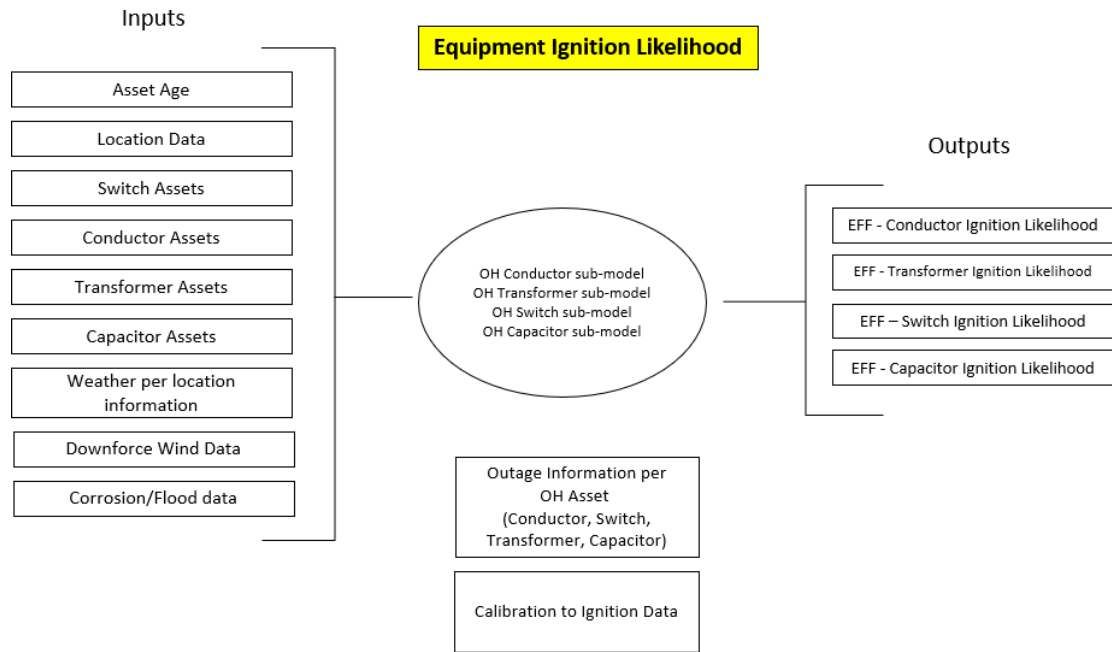 Inputs
Equipment Ignition Likelihood
Asset Age
Location Data
Switch Assets
Conductor Assets
Transformer Assets
Capacitor Assets
Weather per location
information
Downforce Wind Data
Corrosion/Flood data
OH Conductor sub-model
OH Transformer sub-model
OH Switch sub-model
OH Capacitor sub-model
Outage Information per
OH Asset
(Conductor, Switch,
Transformer, Capacitor)
Calibration to Ignition Data
Outputs
EFF - Conductor Ignition Likelihood
EFF - Transformer Ignition Likelihood
EFF – Switch Ignition Likelihood
EFF - Capacitor Ignition Likelihood